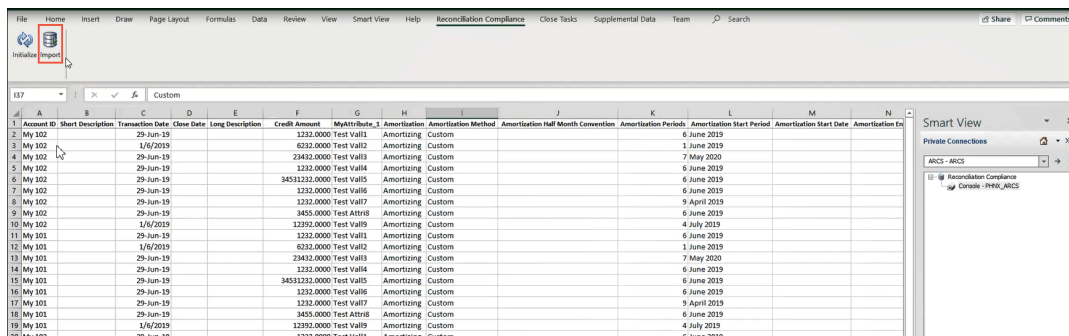 File Home Insert Draw Page Layout Formulas Data Review View Smart View Help Reconciliation Compliance Close Tasks Supplemental Data Team Search Share Comments
Initialize Import
I37 fx Custom
A B C D E F G H I J K L M N
1 Account ID Short Description Transaction Date Close Date Long Description Credit Amount MyAttribute_1 Amortization Amortization Method Amortization Half Month Convention Amortization Periods Amortization Start Period Amortization Start Date Amortization En
2 My 102 29-Jun-19 1232.0000 Test Vall1 Amortizing Custom 6 June 2019
3 My 102 1/6/2019 6232.0000 Test Vall2 Amortizing Custom 1 June 2019
4 My 102 29-Jun-19 23432.0000 Test Vall3 Amortizing Custom 7 May 2020
5 My 102 29-Jun-19 1232.0000 Test Vall4 Amortizing Custom 6 June 2019
6 My 102 29-Jun-19 34531232.0000 Test Vall5 Amortizing Custom 6 June 2019
7 My 102 29-Jun-19 1232.0000 Test Vall6 Amortizing Custom 6 June 2019
8 My 102 29-Jun-19 1232.0000 Test Vall7 Amortizing Custom 9 April 2019
9 My 102 29-Jun-19 3455.0000 Test Attri8 Amortizing Custom 6 June 2019
10 My 102 1/6/2019 12392.0000 Test Vall9 Amortizing Custom 4 July 2019
11 My 101 29-Jun-19 1232.0000 Test Vall1 Amortizing Custom 6 June 2019
12 My 101 1/6/2019 6232.0000 Test Vall2 Amortizing Custom 1 June 2019
13 My 101 29-Jun-19 23432.0000 Test Vall3 Amortizing Custom 7 May 2020
14 My 101 29-Jun-19 1232.0000 Test Vall4 Amortizing Custom 6 June 2019
15 My 101 29-Jun-19 34531232.0000 Test Vall5 Amortizing Custom 6 June 2019
16 My 101 29-Jun-19 1232.0000 Test Vall6 Amortizing Custom 6 June 2019
17 My 101 29-Jun-19 1232.0000 Test Vall7 Amortizing Custom 9 April 2019
18 My 101 29-Jun-19 3455.0000 Test Attri8 Amortizing Custom 6 June 2019
19 My 101 1/6/2019 12392.0000 Test Vall9 Amortizing Custom 4 July 2019
Smart View
Private Connections
ARCS - ARCS
Reconciliation Compliance
Console - PHNX_ARCS